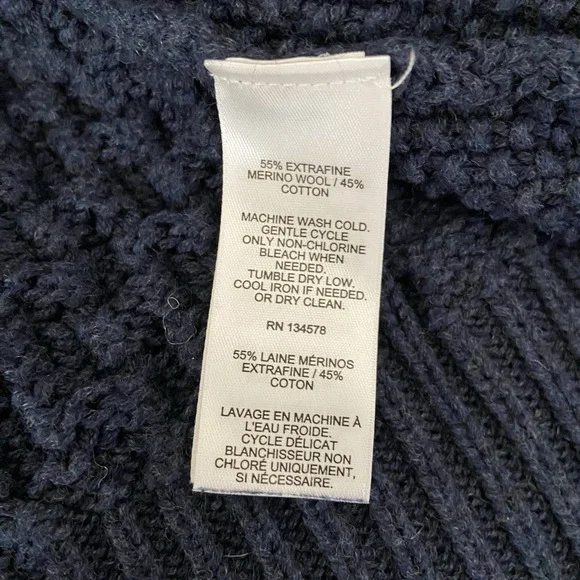 55% EXTRAFINE
MERINO WOOL / 45%
COTTON
MACHINE WASH COLD.
GENTLE CYCLE
ONLY NON-CHLORINE
BLEACH WHEN
NEEDED.
TUMBLE DRY LOW.
COOL IRON IF NEEDED.
OR DRY CLEAN.
RN 134578
55% LAINE MÉRINOS
EXTRAFINE / 45%
COTON
LAVAGE EN MACHINE À
L'EAU FROIDE.
CYCLE DÉLICAT
BLANCHISSEUR NON
CHLORÉ UNIQUEMENT,
SI NÉCESSAIRE.